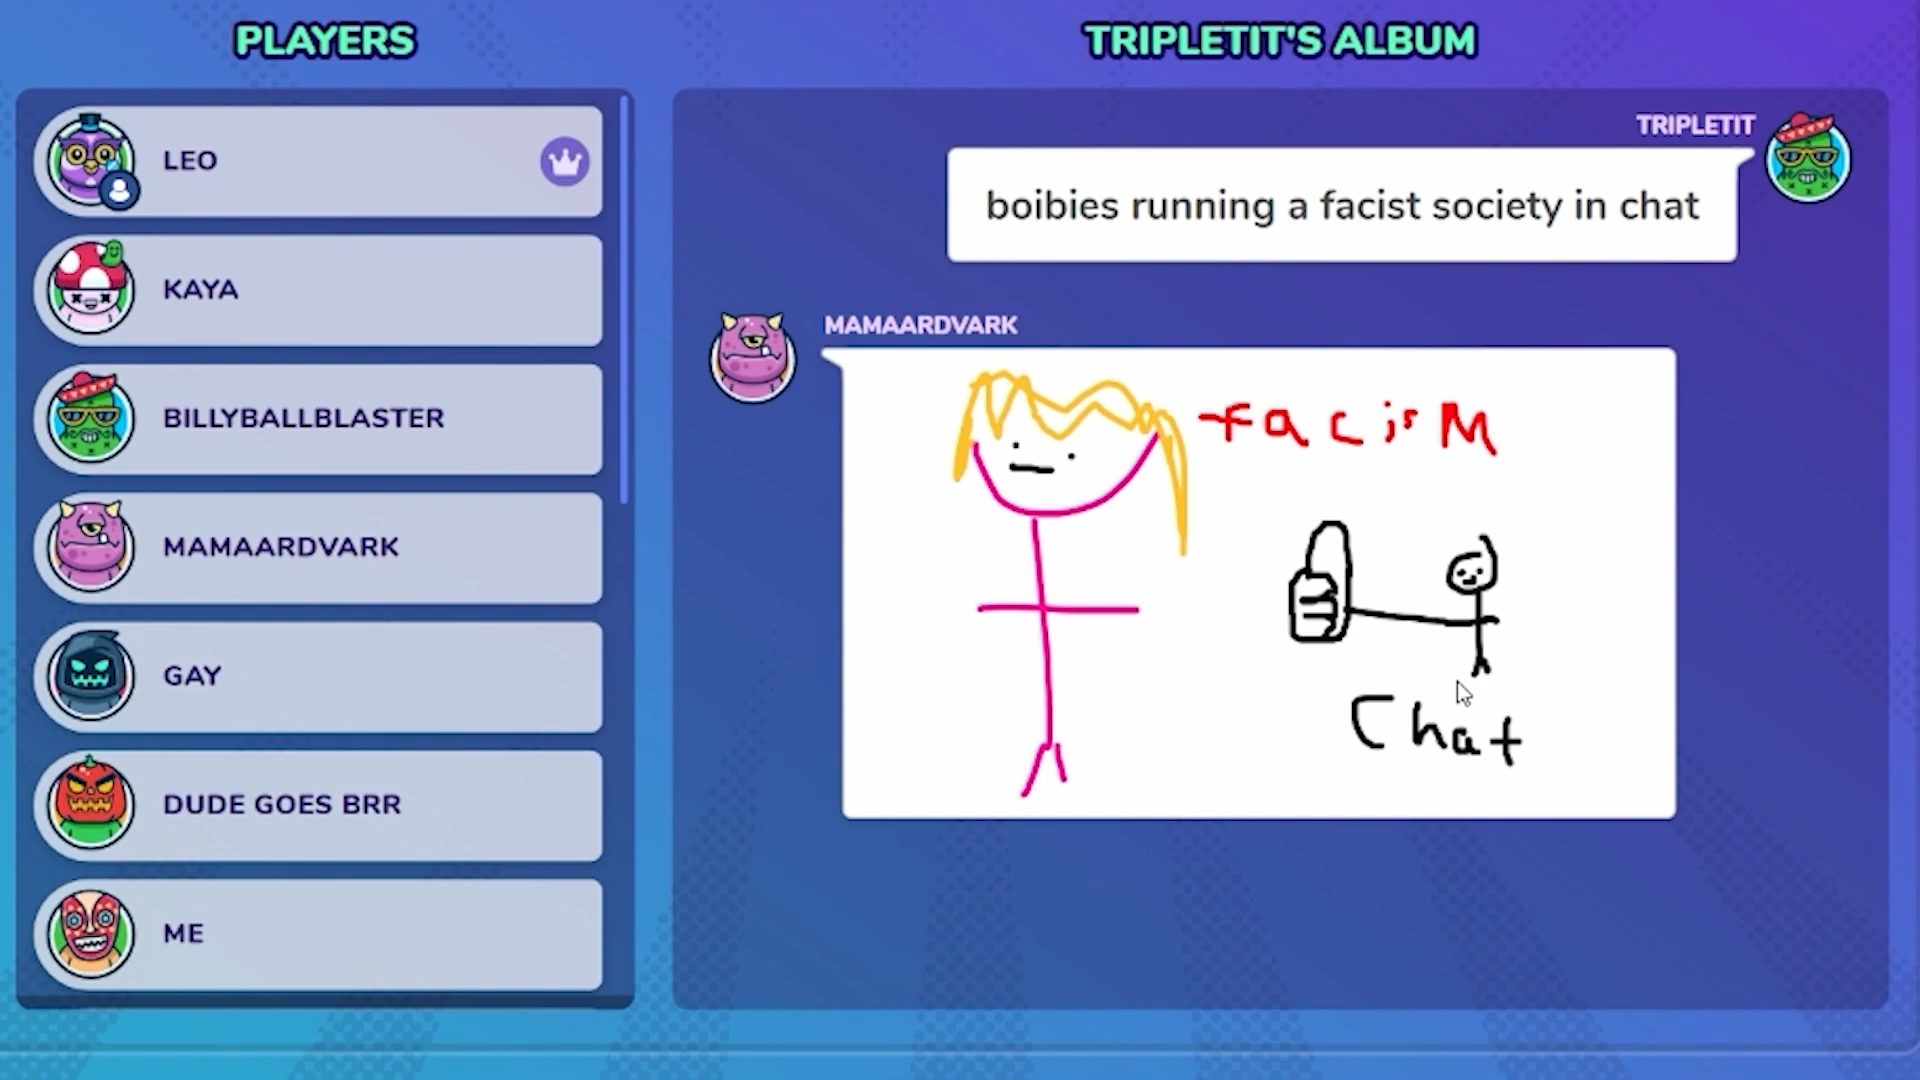 PLAYERS
LEO
KAYA
BILLYBALLBLASTER
MAMAARDVARK
GAY
DUDE GOES BRR
ME
TRIPLETIT'S ALBUM
TRIPLETIT
boibies running a facist society in chat
MAMAARDVARK
facisM
Chat